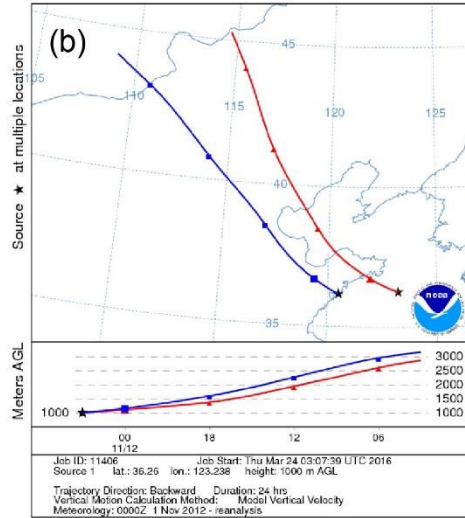 (b)
105
110
115
120
125
45
40
35
Source ★ at multiple locations
noaa
Meters AGL
3000
2500
2000
1500
1000
1000
00
18
12
06
11/12
Job ID: 11406 Job Start: Thu Mar 24 03:07:39 UTC 2016
Source 1 lat.: 36.26 lon.: 123.238 height: 1000 m AGL
Trajectory Direction: Backward Duration: 24 hrs
Vertical Motion Calculation Method: Model Vertical Velocity
Meteorology: 0000Z 1 Nov 2012 - reanalysis